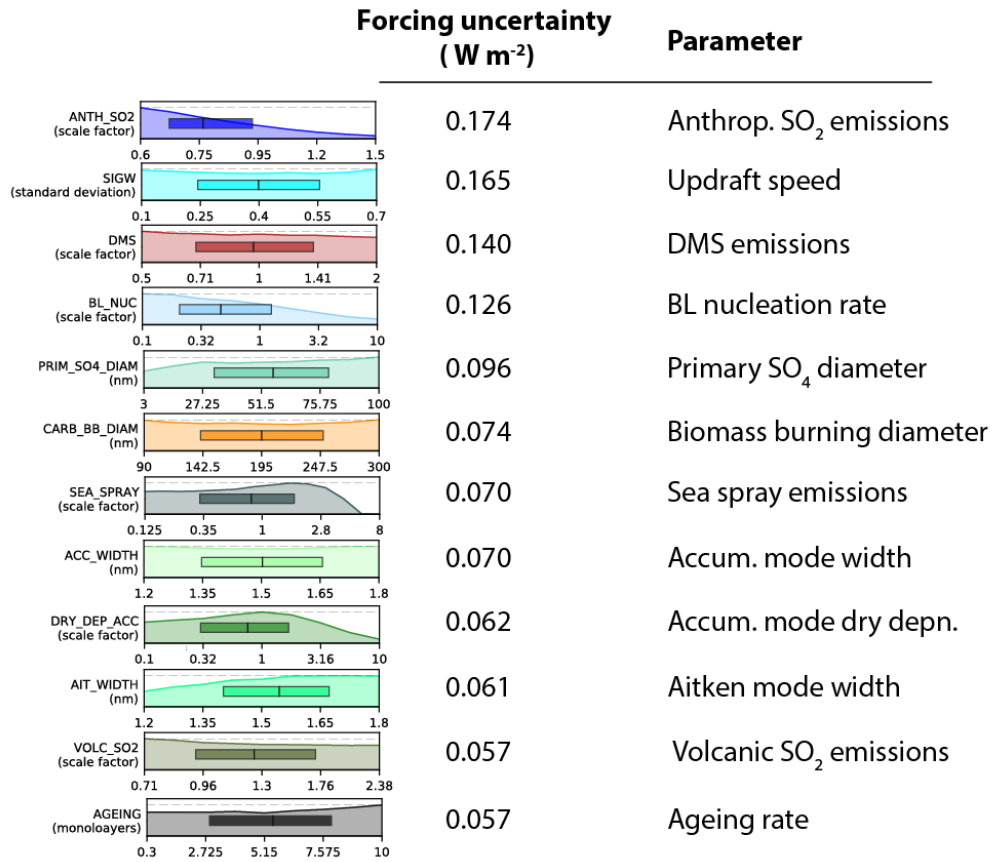 Forcing uncertainty
( W m-2)
Parameter
ANTH_SO2
(scale factor)
0.6 0.75 0.95 1.2 1.5
0.174
Anthrop. SO2 emissions
SIGW
(standard deviation)
0.1 0.25 0.4 0.55 0.7
0.165
Updraft speed
DMS
(scale factor)
0.5 0.71 1 1.41 2
0.140
DMS emissions
BL_NUC
(scale factor)
0.1 0.32 1 3.2 10
0.126
BL nucleation rate
PRIM_SO4_DIAM
(nm)
3 27.25 51.5 75.75 100
0.096
Primary SO4 diameter
CARB_BB_DIAM
(nm)
90 142.5 195 247.5 300
0.074
Biomass burning diameter
SEA_SPRAY
(scale factor)
0.125 0.35 1 2.8 8
0.070
Sea spray emissions
ACC_WIDTH
(nm)
1.2 1.35 1.5 1.65 1.8
0.070
Accum. mode width
DRY_DEP_ACC
(scale factor)
0.1 0.32 1 3.16 10
0.062
Accum. mode dry depn.
AIT_WIDTH
(nm)
1.2 1.35 1.5 1.65 1.8
0.061
Aitken mode width
VOLC_SO2
(scale factor)
0.71 0.96 1.3 1.76 2.38
0.057
Volcanic SO2 emissions
AGEING
(monoloayers)
0.3 2.725 5.15 7.575 10
0.057
Ageing rate